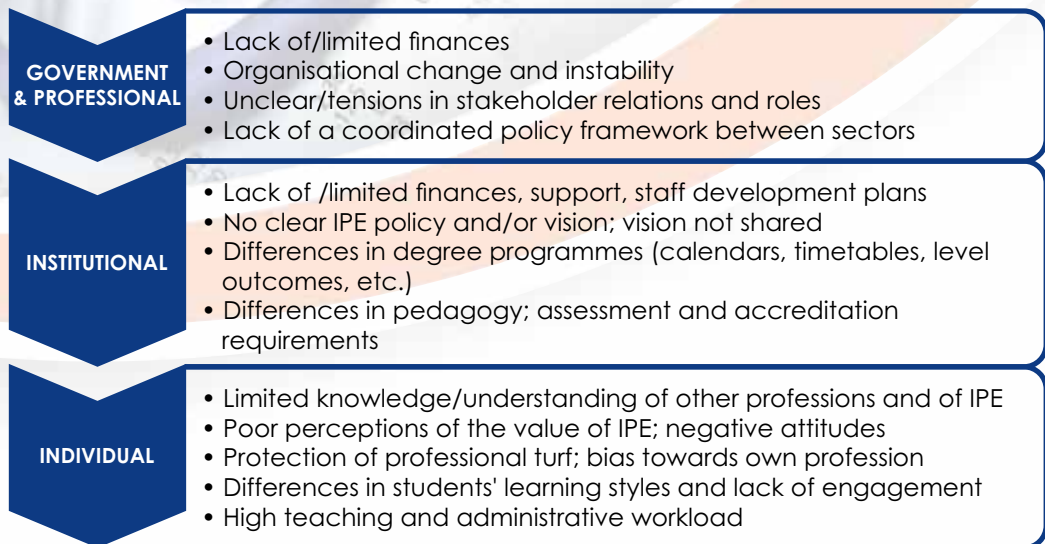 GOVERNMENT
& PROFESSIONAL
• Lack of/limited finances
• Organisational change and instability
• Unclear/tensions in stakeholder relations and roles
• Lack of a coordinated policy framework between sectors
INSTITUTIONAL
• Lack of /limited finances, support, staff development plans
• No clear IPE policy and/or vision; vision not shared
• Differences in degree programmes (calendars, timetables, level
outcomes, etc.)
• Differences in pedagogy; assessment and accreditation
requirements
INDIVIDUAL
• Limited knowledge/understanding of other professions and of IPE
• Poor perceptions of the value of IPE; negative attitudes
• Protection of professional turf; bias towards own profession
• Differences in students' learning styles and lack of engagement
• High teaching and administrative workload